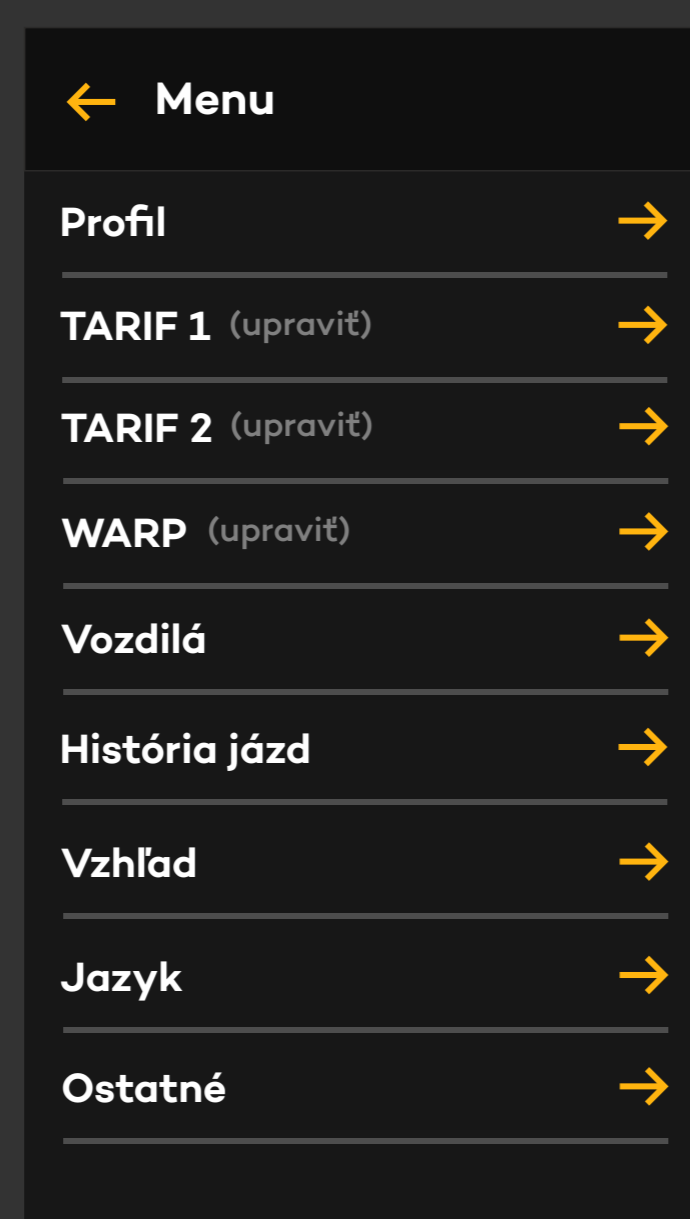 Menu
Profil
TARIF 1 (upraviť)
TARIF 2 (upraviť)
WARP (upraviť)
Vozdilá
História jázd
Vzhľad
Jazyk
Ostatné